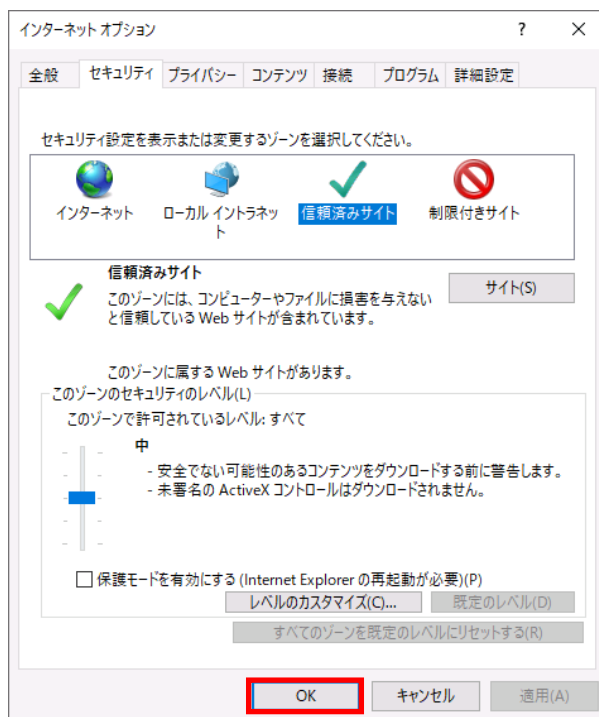 インターネット オプション
? ×
全般 セキュリティ プライバシー コンテンツ 接続 プログラム 詳細設定
セキュリティ設定を表示または変更するゾーンを選択してください。
インターネット ローカル イントラネッ 信頼済みサイト 制限付きサイト
ト
信頼済みサイト
サイト(S)
このゾーンには、コンピューターやファイルに損害を与えない
と信頼している Web サイトが含まれています。
このゾーンに属する Web サイトがあります。
このゾーンのセキュリティのレベル(L)
このゾーンで許可されているレベル: すべて
中
- 安全でない可能性のあるコンテンツをダウンロードする前に警告します。
- 未署名の ActiveX コントロールはダウンロードされません。
保護モードを有効にする (Internet Explorer の再起動が必要)(P)
レベルのカスタマイズ(C)... 既定のレベル(D)
すべてのゾーンを既定のレベルにリセットする(R)
OK キャンセル 適用(A)